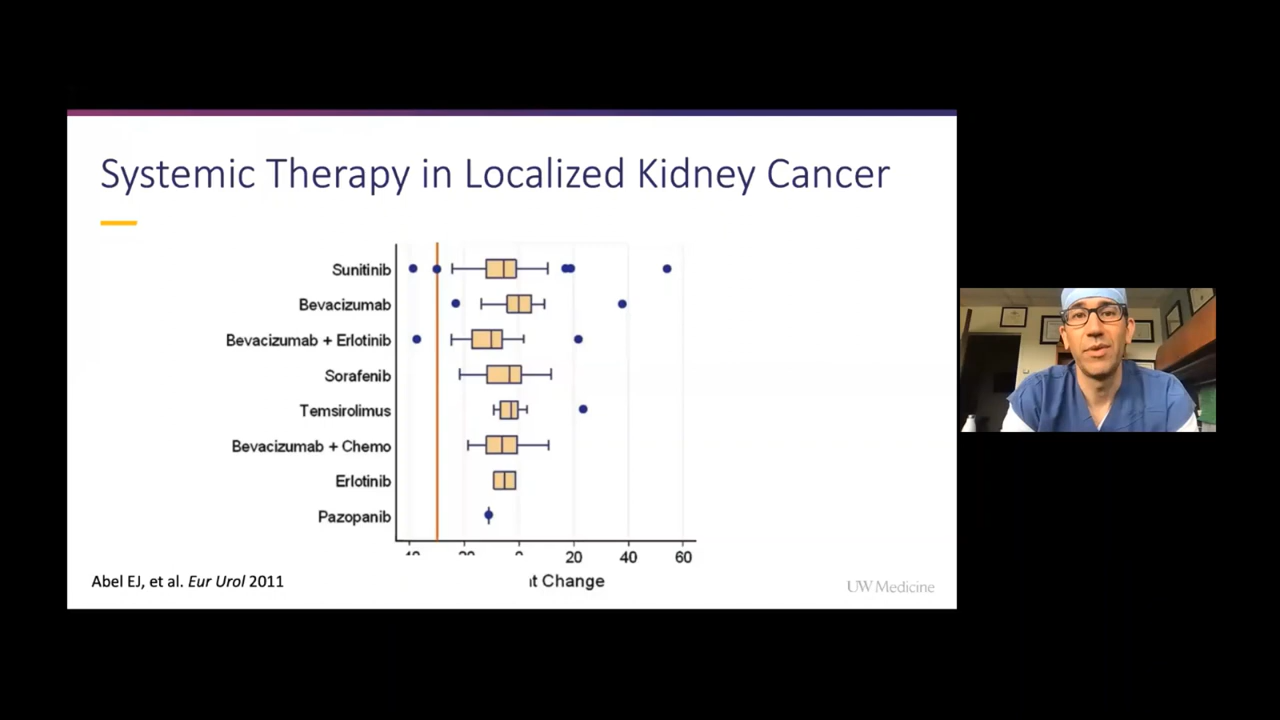 Systemic Therapy in Localized Kidney Cancer
Sunitinib
Bevacizumab
Bevacizumab + Erlotinib
Sorafenib
Temsirolimus
Bevacizumab + Chemo
Erlotinib
Pazopanib
20 40 60
Change
Abel EJ, et al. Eur Urol 2011
UW Medicine